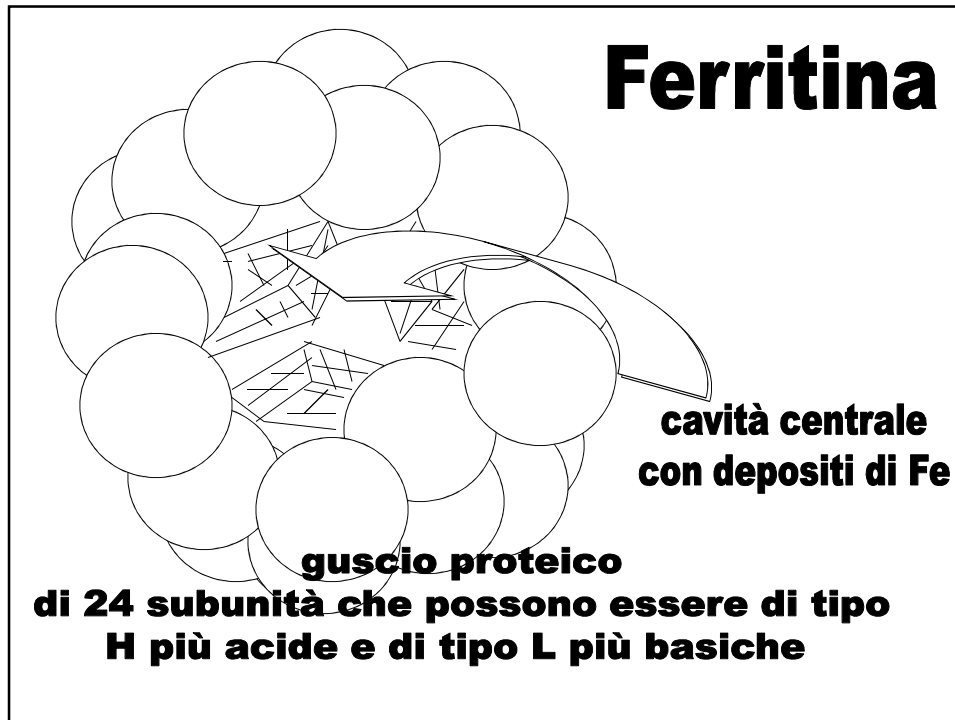 Ferritina
cavità centrale
con depositi di Fe
guscio proteico
di 24 subunità che possono essere di tipo
H più acide e di tipo L più basiche